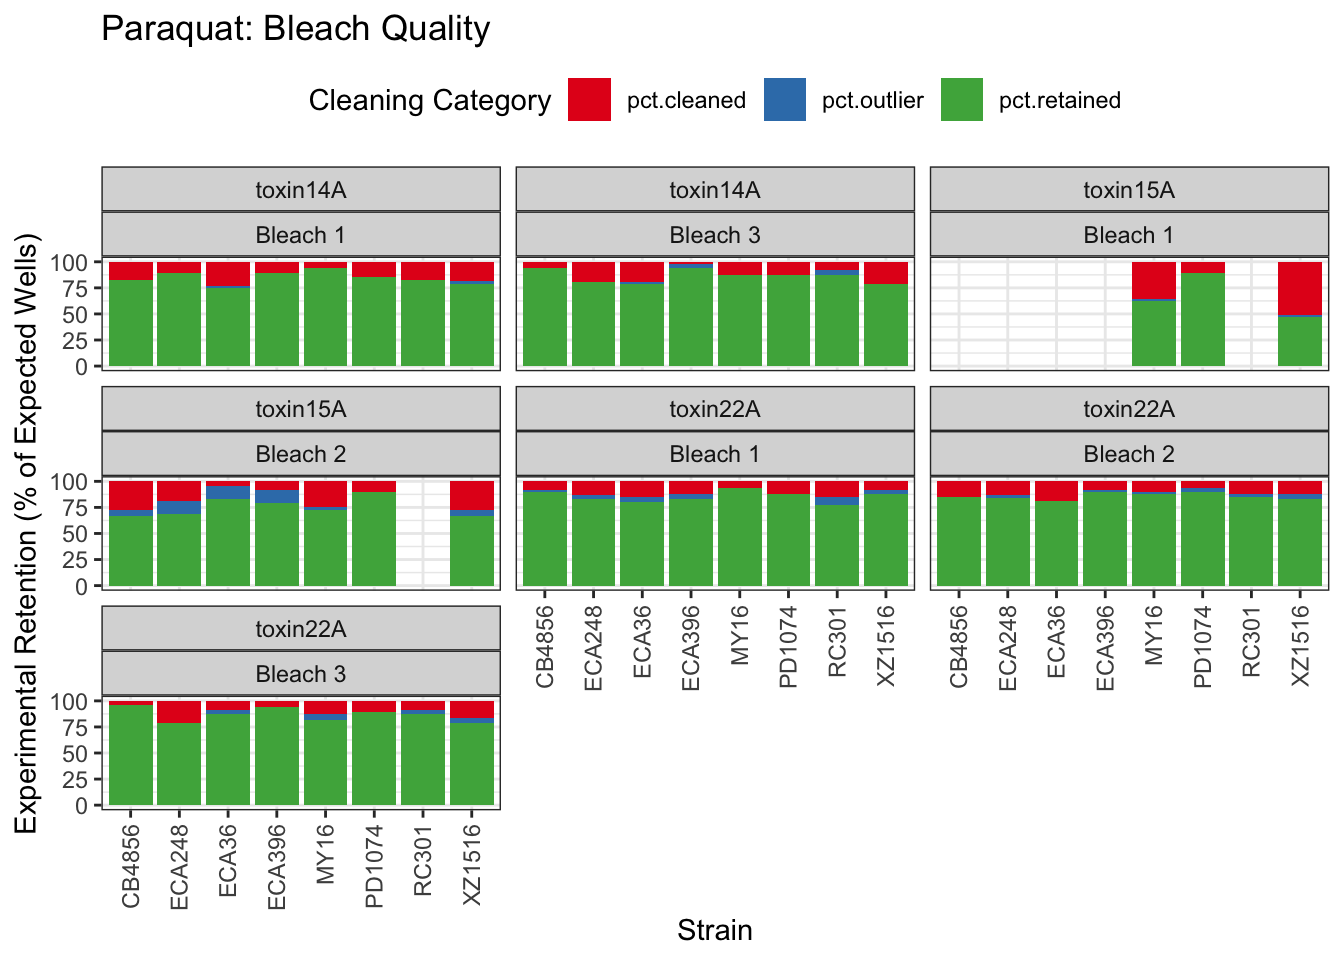 Paraquat: Bleach Quality
Cleaning Category pct.cleaned pct.outlier pct.retained
Experimental Retention (% of Expected Wells)
toxin14A toxin14A toxin15A
Bleach 1 Bleach 3 Bleach 1
100
75
50
25
0
toxin15A toxin22A toxin22A
Bleach 2 Bleach 1 Bleach 2
100
75
50
25
0
CB4856 ECA248 ECA36 ECA396 MY16 PD1074 RC301 XZ1516
CB4856 ECA248 ECA36 ECA396 MY16 PD1074 RC301 XZ1516
toxin22A
Bleach 3
100
75
50
25
0
CB4856 ECA248 ECA36 ECA396 MY16 PD1074 RC301 XZ1516
Strain